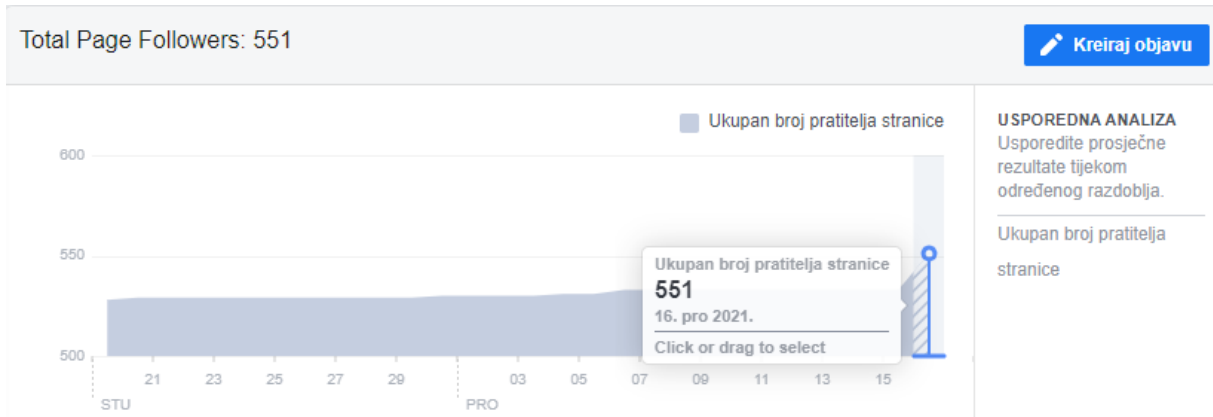 Total Page Followers: 551
Kreiraj objavu
Ukupan broj pratitelja stranice
600
550
500
21 23 25 27 29 03 05 07 09 11 13 15
STU PRO
Ukupan broj pratitelja stranice
551
16. pro 2021.
Click or drag to select
USPOREDNA ANALIZA
Usporedite prosječne
rezultate tijekom
određenog razdoblja.
Ukupan broj pratitelja
stranice